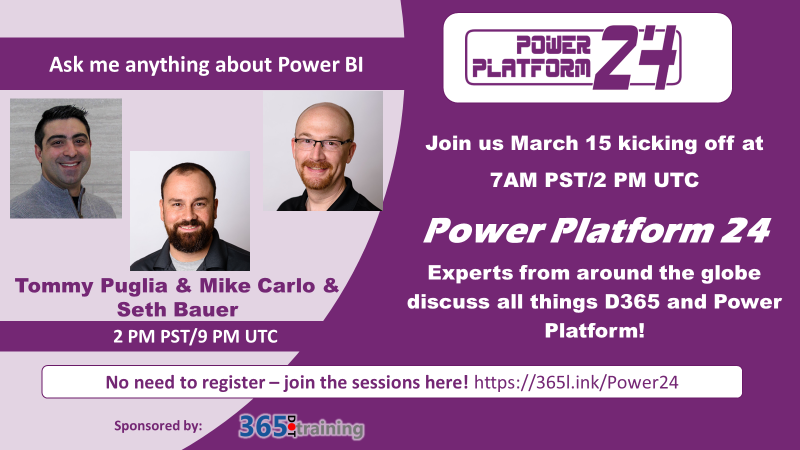 Ask me anything about Power BI
Tommy Puglia & Mike Carlo &
Seth Bauer
2 PM PST/9 PM UTC
POWER
PLATFORM 24
Join us March 15 kicking off at
7AM PST/2 PM UTC
Power Platform 24
Experts from around the globe
discuss all things D365 and Power
Platform!
No need to register – join the sessions here! https://365l.ink/Power24
Sponsored by:
365 DOT training